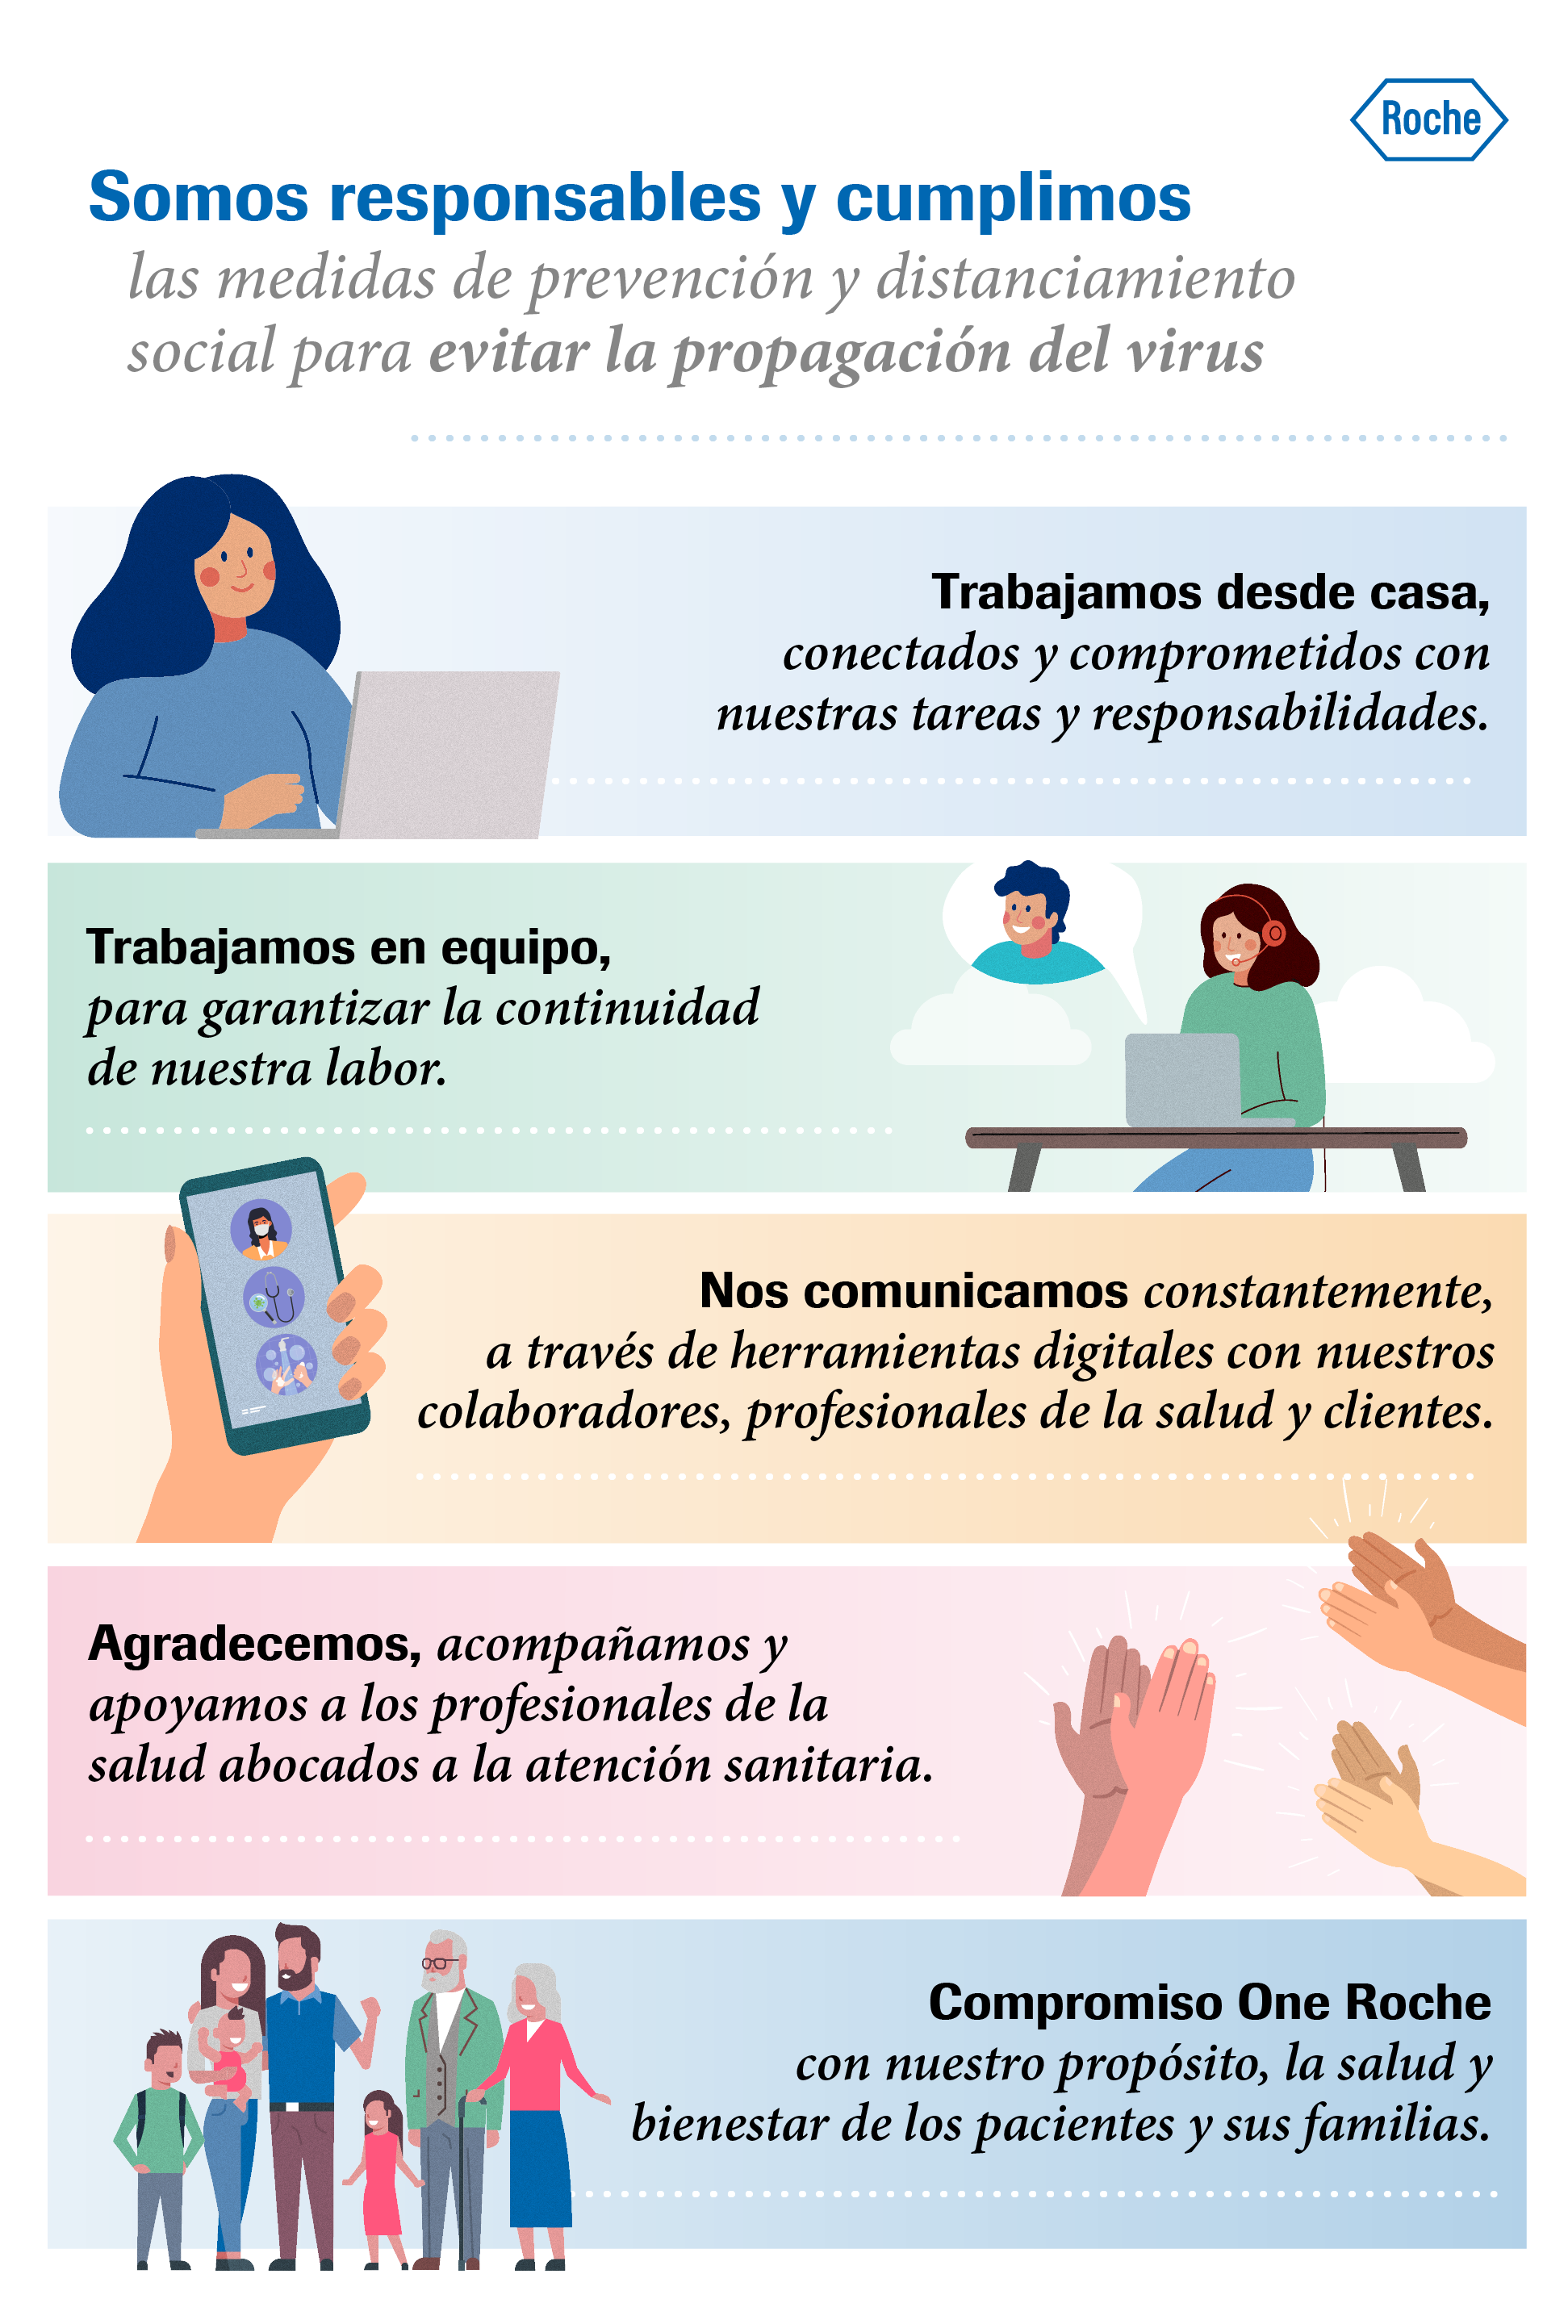 Roche
Somos responsables y cumplimos
las medidas de prevención y distanciamiento
social para evitar la propagación del virus
Trabajamos desde casa,
conectados y comprometidos con
nuestras tareas y responsabilidades.
Trabajamos en equipo,
para garantizar la continuidad
de nuestra labor.
Nos comunicamos constantemente,
a través de herramientas digitales con nuestros
colaboradores, profesionales de la salud y clientes.
Agradecemos, acompañamos y
apoyamos a los profesionales de la
salud abocados a la atención sanitaria.
Compromiso One Roche
con nuestro propósito, la salud y
bienestar de los pacientes y sus familias.